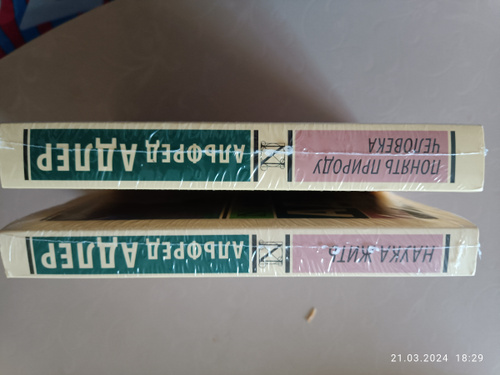 АЛЬФРЕД АДЛЕР
ПОНЯТЬ ПРИРОДУ
ЧЕЛОВЕКА
АЛЬФРЕД АДЛЕР
НАУКА ЖИТЬ
21.03.2024 18:29